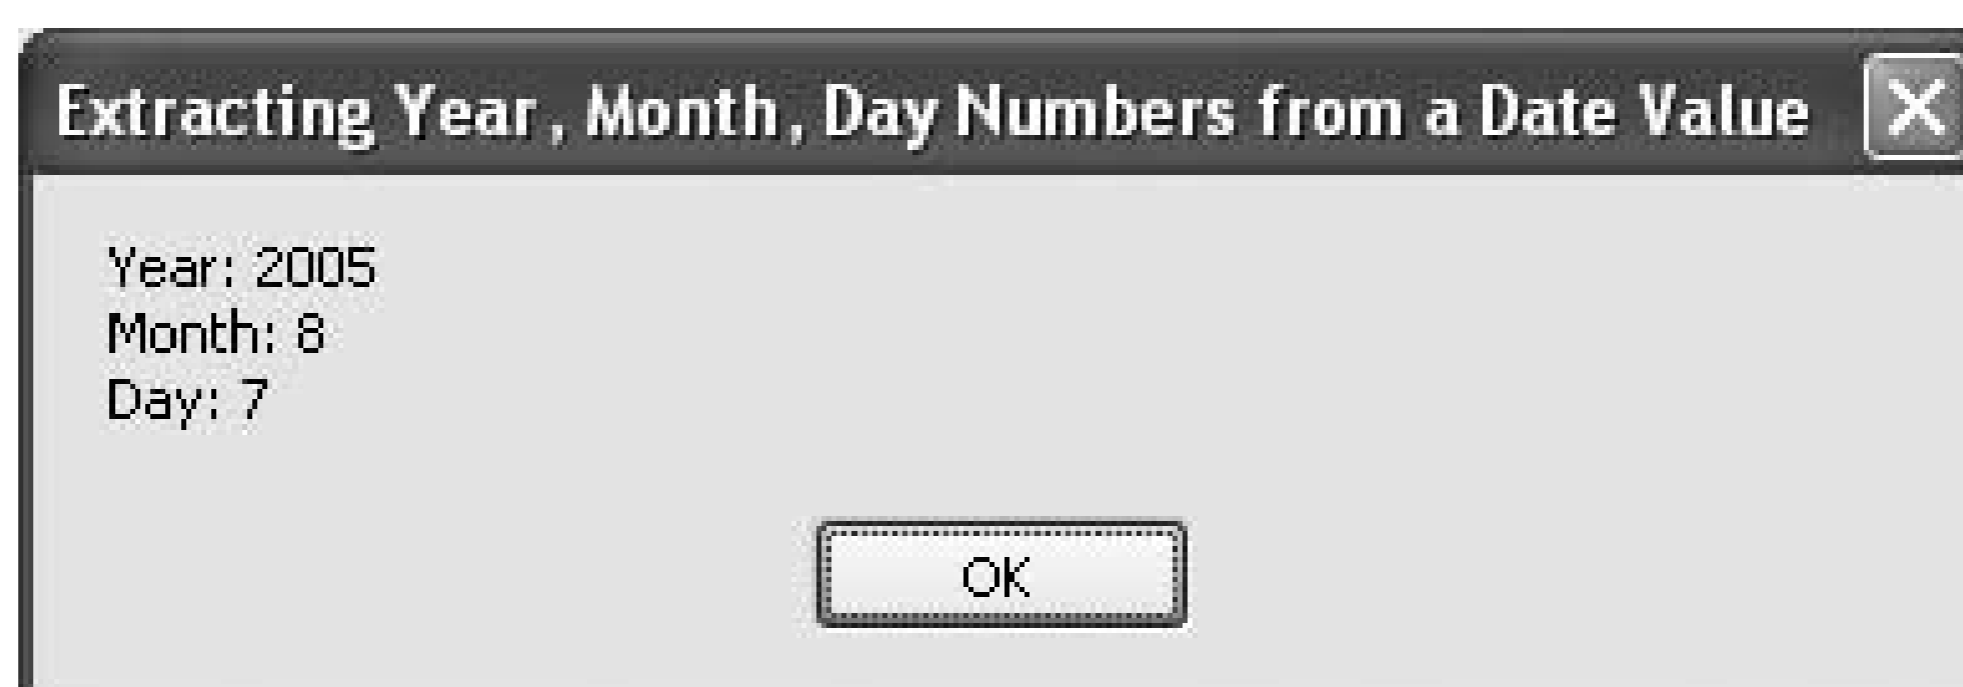 Extracting Year, Month, Day Numbers from a Date Value
Year: 2005
Month: 8
Day: 7
OK